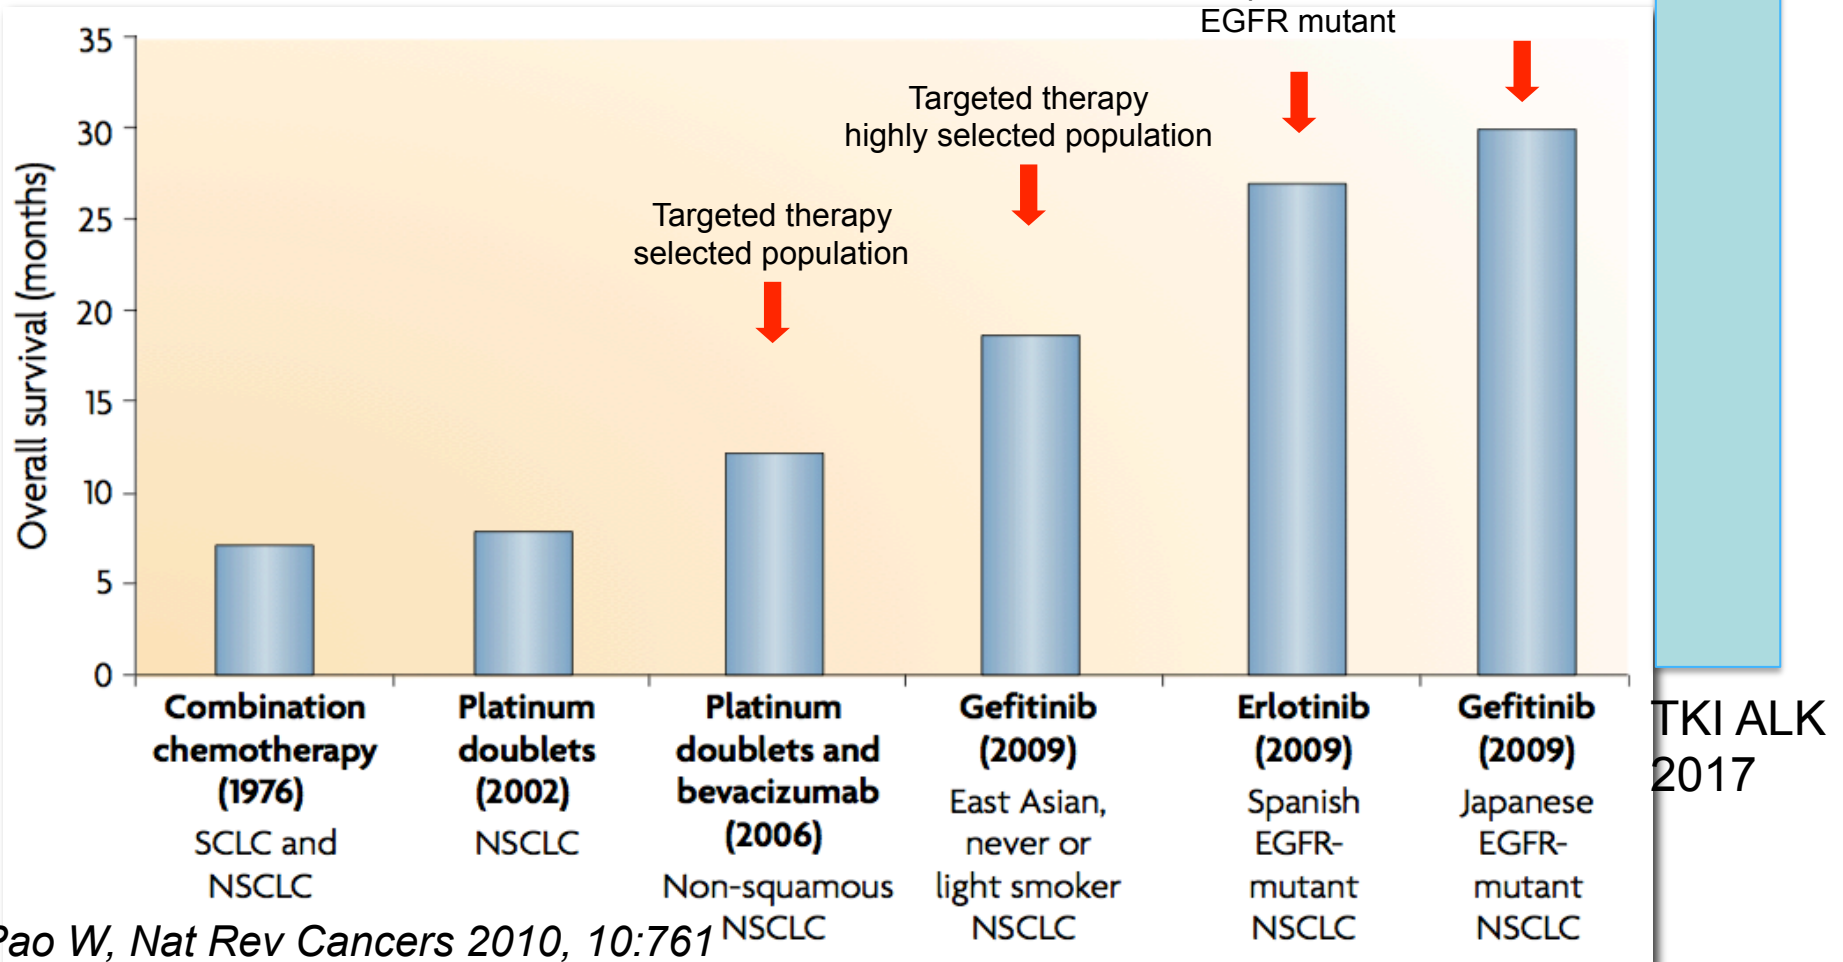 EGFR mutant
Targeted therapy
highly selected population
Targeted therapy
selected population
Overall survival (months)
35
30
25
20
15
10
5
0
Combination
chemotherapy
(1976)
SCLC and
NSCLC
Platinum
doublets
(2002)
NSCLC
Platinum
doublets and
bevacizumab
(2006)
Non-squamous
NSCLC
Gefitinib
(2009)
East Asian,
never or
light smoker
NSCLC
Erlotinib
(2009)
Spanish
EGFR-
mutant
NSCLC
Gefitinib
(2009)
Japanese
EGFR-
mutant
NSCLC
TKI ALK
2017
Pao W, Nat Rev Cancers 2010, 10:761